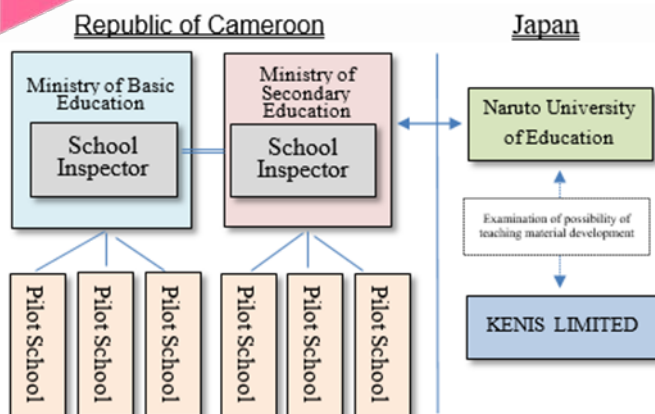 Republic of Cameroon
Japan
Ministry of Basic
Education
School
Inspector
Ministry of
Secondary
Education
School
Inspector
Naruto University
of Education
Examination of possibility of
teaching material development
KENIS LIMITED
Pilot School
Pilot School
Pilot School
Pilot School
Pilot School
Pilot School